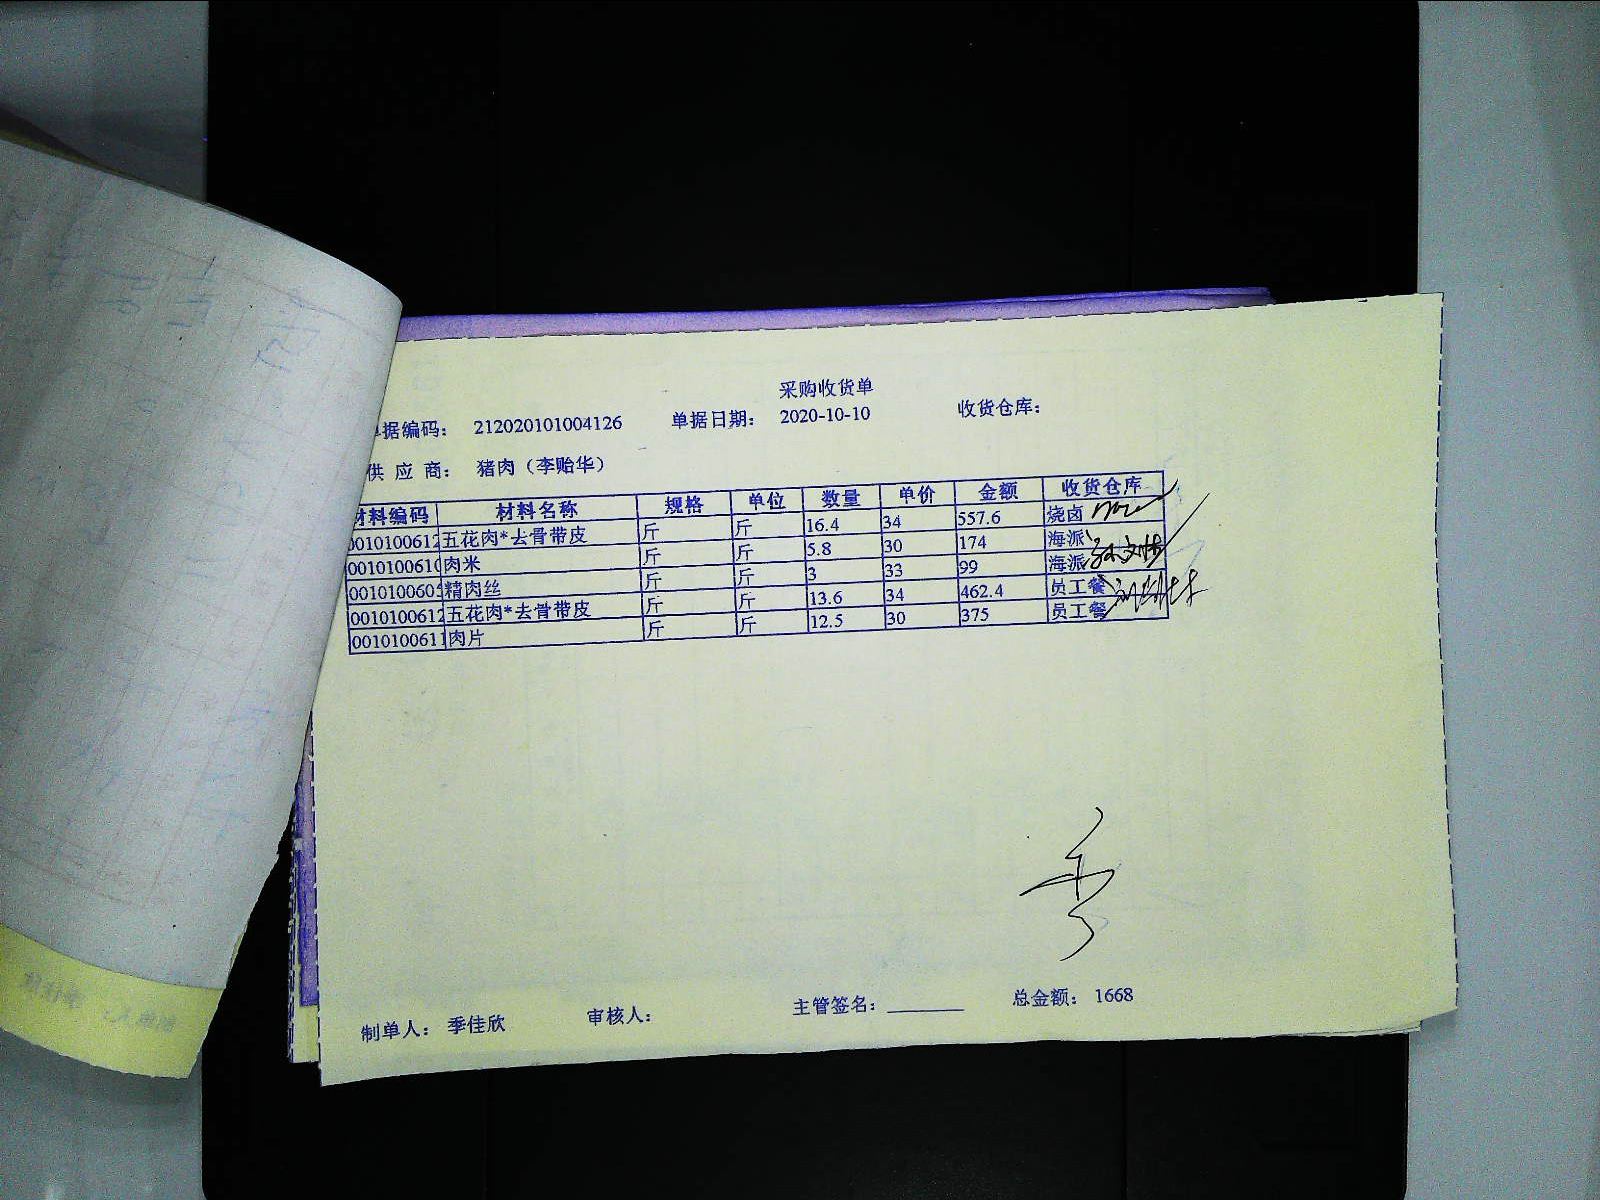 采购收货单
单据编码： 212020101004126 单据日期： 2020-10-10 收货仓库：
供 应 商： 猪肉（李贻华）
材料编码 材料名称 规格 单位 数量 单价 金额 收货仓库
0010100612 五花肉*去骨带皮 斤 斤 16.4 34 557.6 烧卤
0010100610 肉米 斤 斤 5.8 30 174 海派
001010060 精肉丝 斤 斤 3 33 99 海派
0010100612 五花肉*去骨带皮 斤 斤 13.6 34 462.4 员工餐
001010061 肉片 斤 斤 12.5 30 375 员工餐
制单人： 季佳欣 审核人： 主管签名： 总金额： 1668